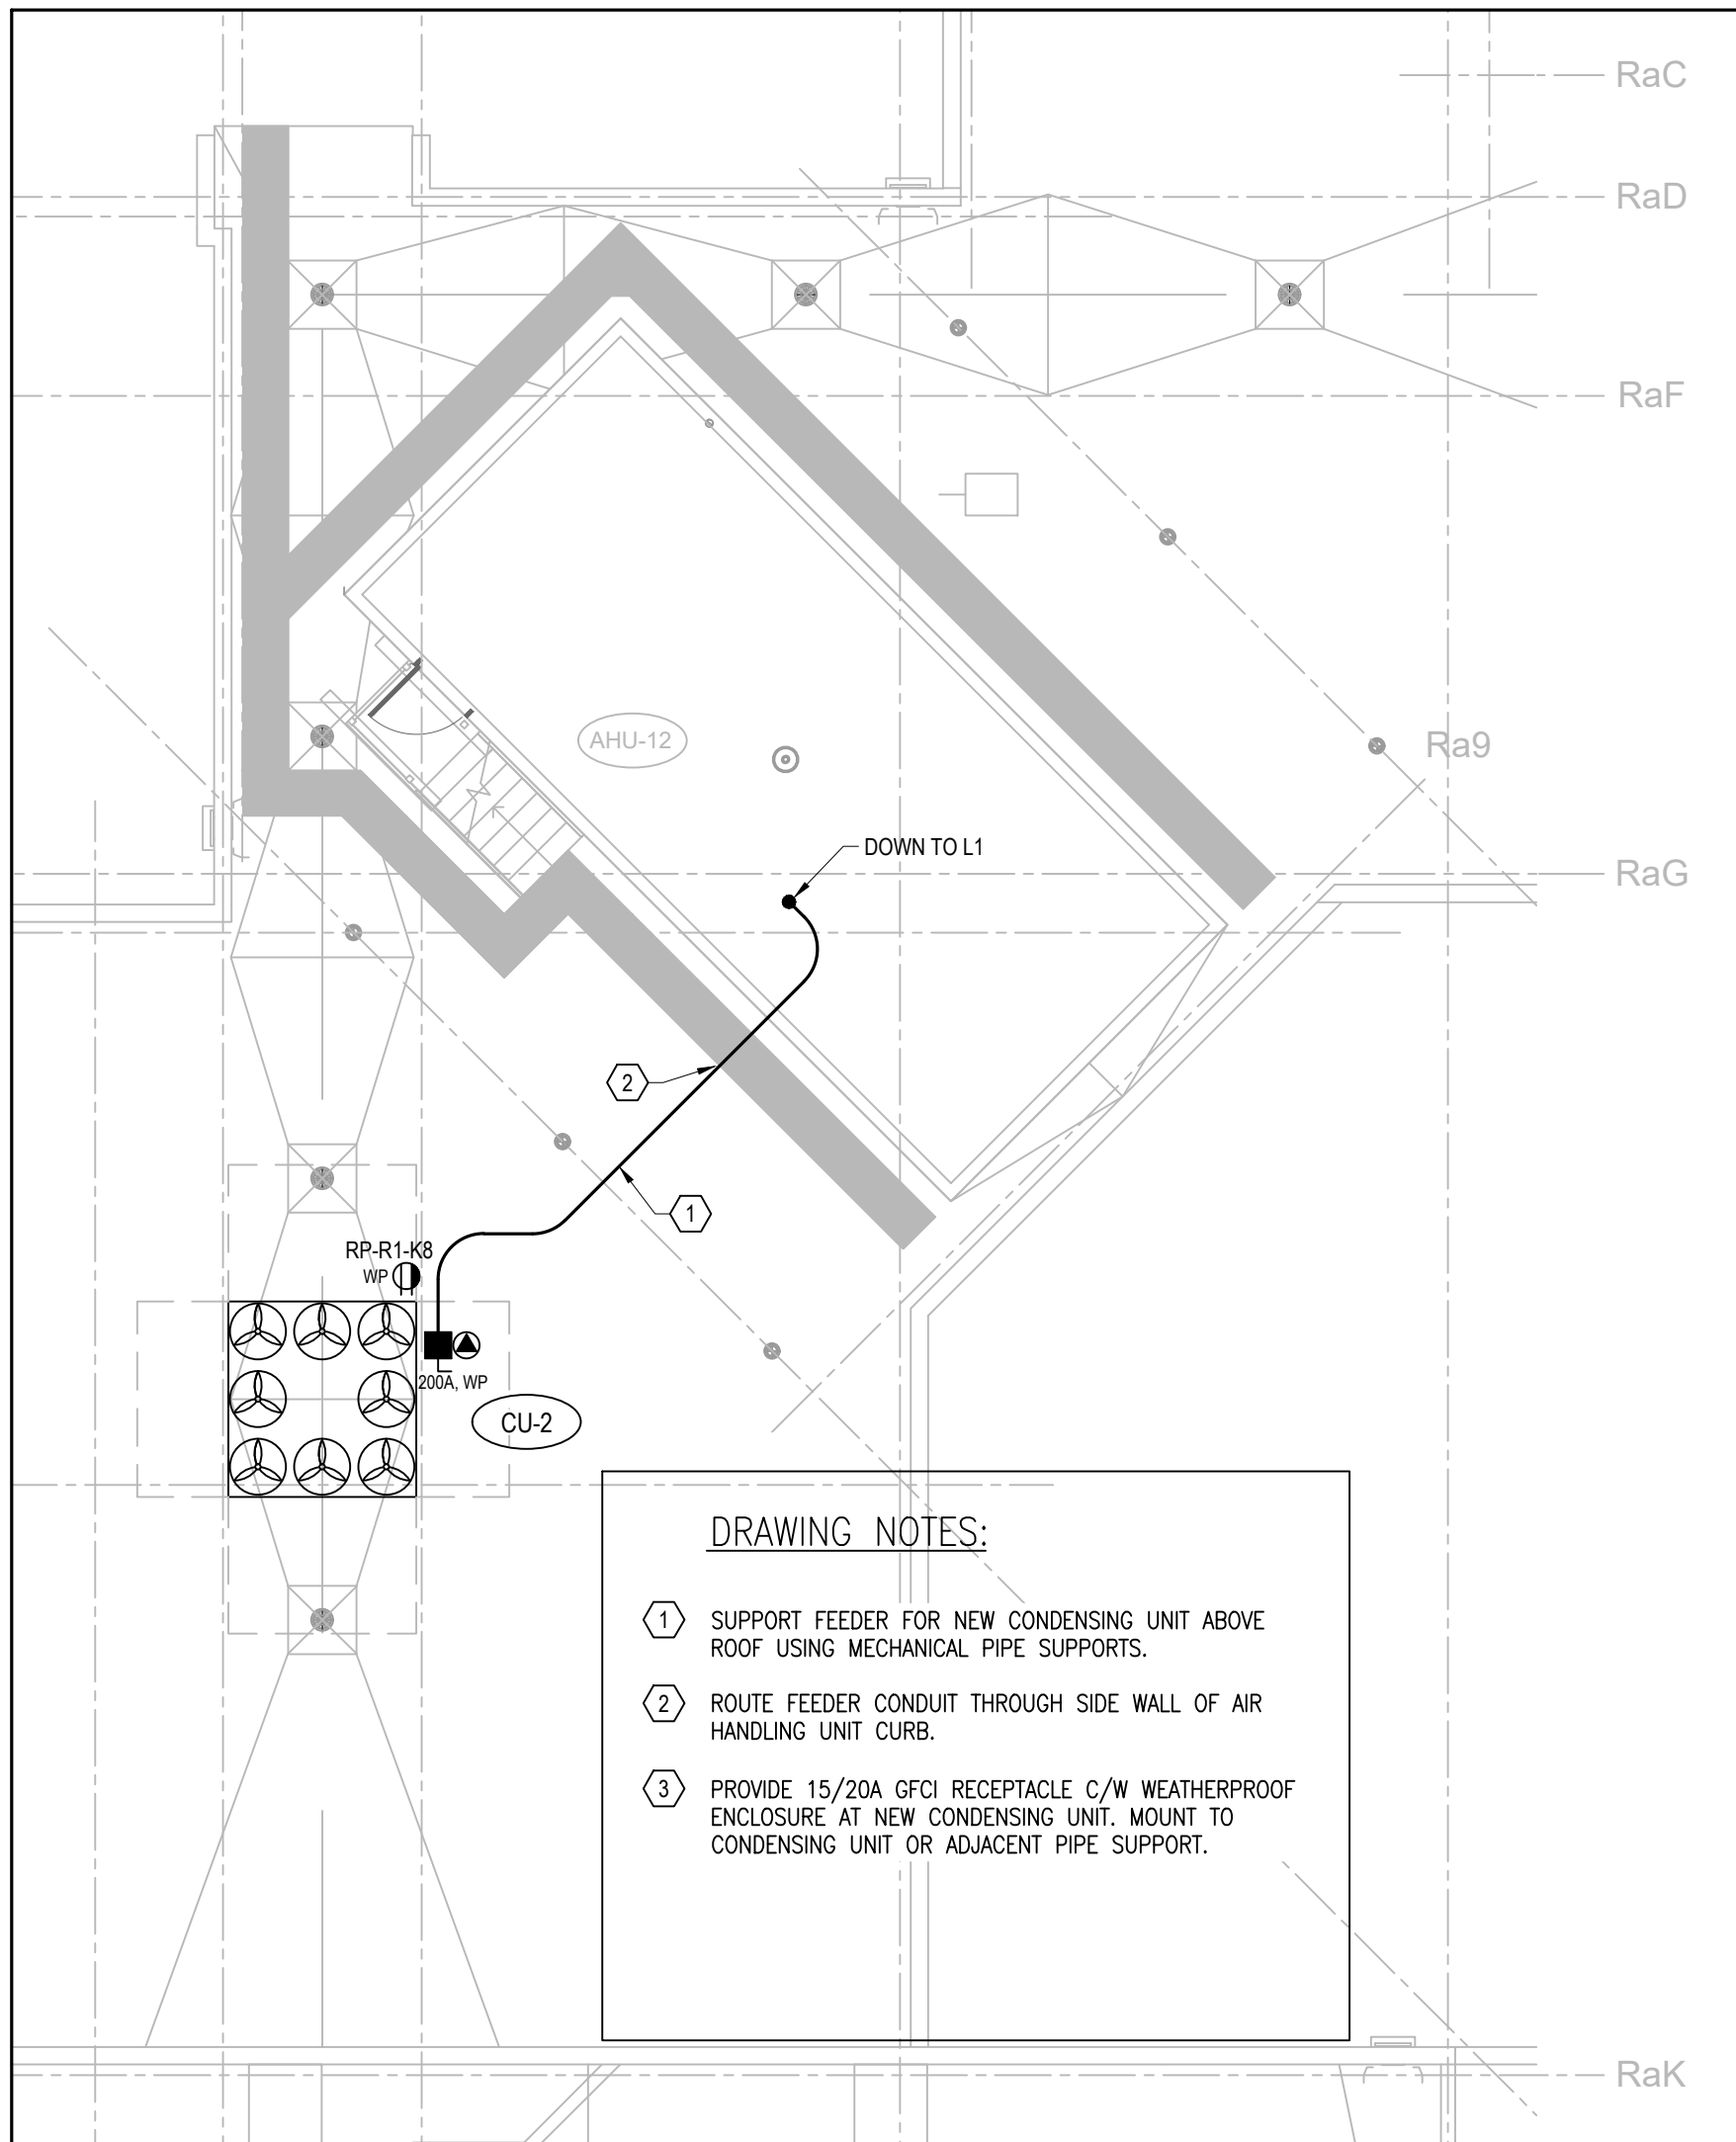 RaC
RaD
RaF
AHU-12
Ra9
DOWN TO L1
RaG
2
1
RP-R1-K8
WP
200A, WP
CU-2
DRAWING NOTES:
1 SUPPORT FEEDER FOR NEW CONDENSING UNIT ABOVE
ROOF USING MECHANICAL PIPE SUPPORTS.
2 ROUTE FEEDER CONDUIT THROUGH SIDE WALL OF AIR
HANDLING UNIT CURB.
3 PROVIDE 15/20A GFCI RECEPTACLE C/W WEATHERPROOF
ENCLOSURE AT NEW CONDENSING UNIT. MOUNT TO
CONDENSING UNIT OR ADJACENT PIPE SUPPORT.
RaK